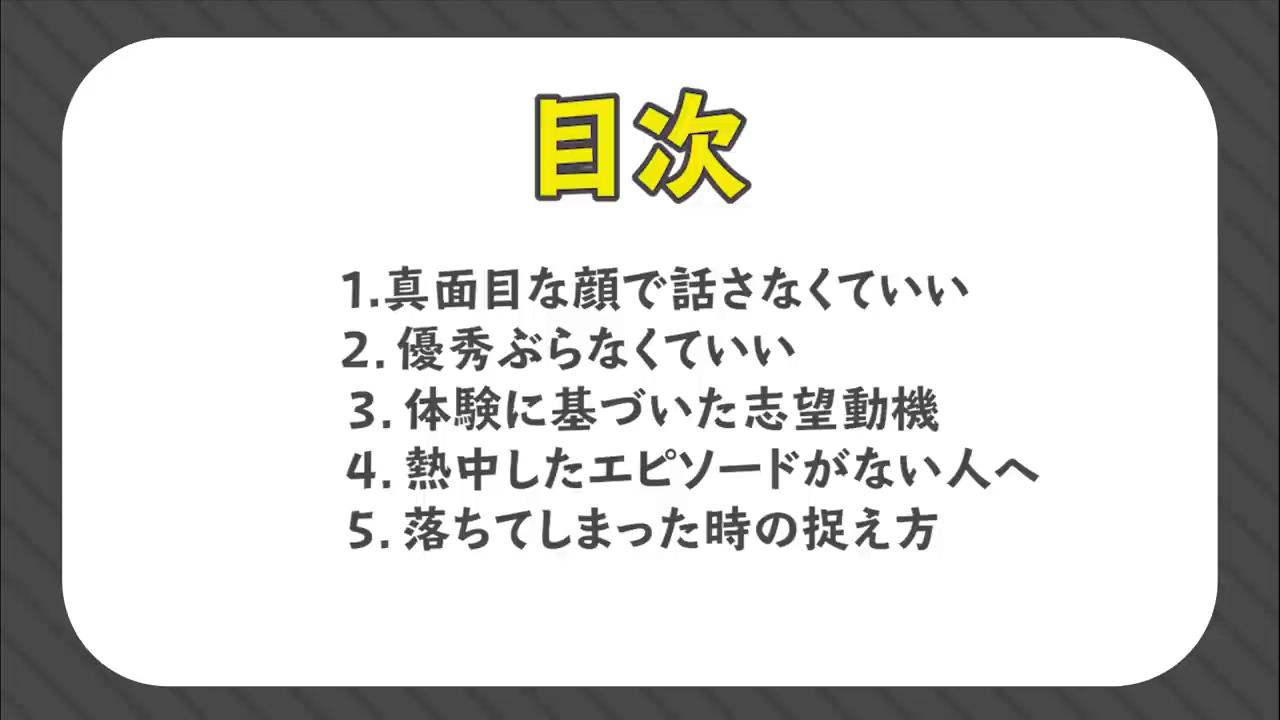 目次
1.真面目な顔で話さなくていい
2.優秀ぶらなくていい
3.体験に基づいた志望動機
4.熱中したエピソードがない人へ
5.落ちてしまった時の捉え方